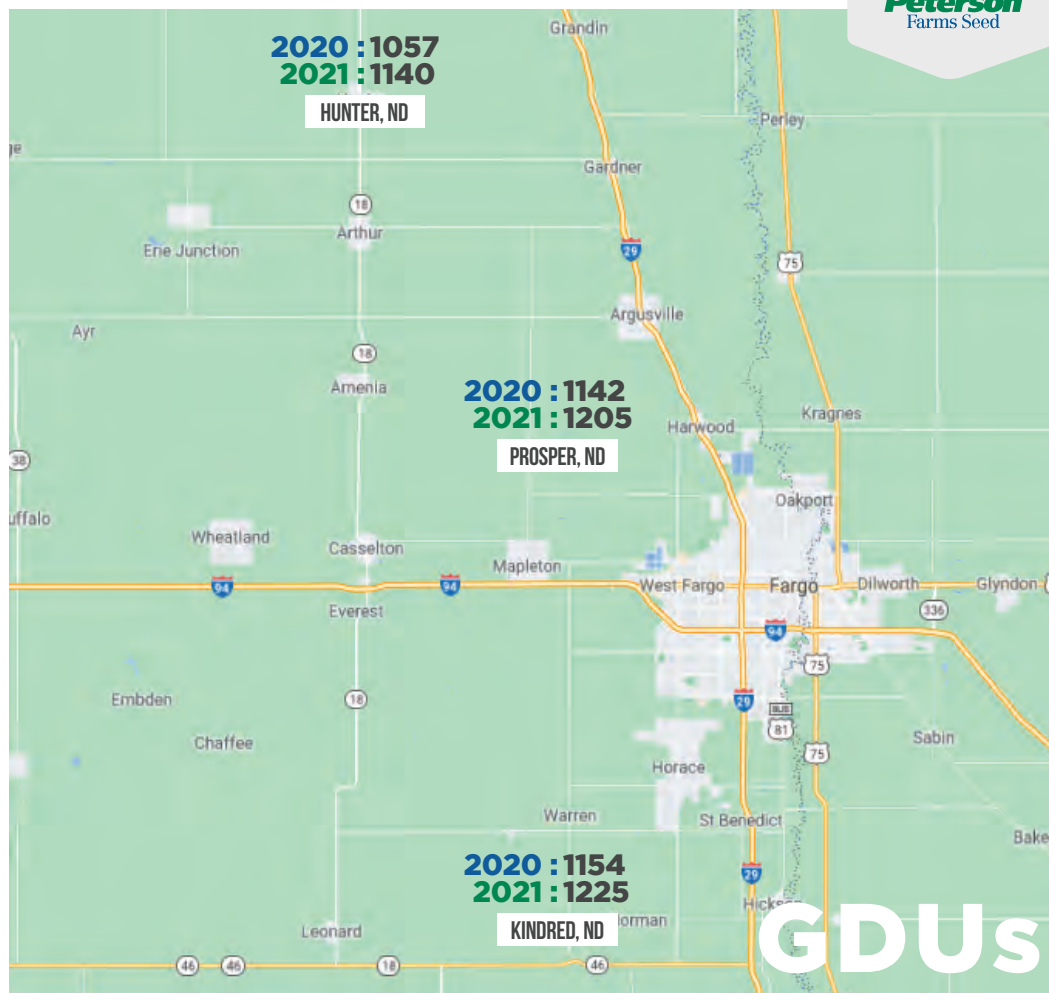 Peterson
Farms Seed
Grandin
2020 : 1057
2021 : 1140
HUNTER, ND
Perley
ge
Gardner
18
Arthur
Erie Junction
29
75
Argusville
Ayr
18
Amenia
2020 : 1142
2021 : 1205
PROSPER, ND
Kragnes
Harwood
38
Oakport
uffalo
Wheatland
Casselton
Mapleton
94
94
West Fargo
Fargo
Dilworth
Glyndon
Everest
336
94
75
Embden
18
29
BUS
81
Chaffee
Sabin
75
Horace
Warren
St Benedict
Bake
2020 : 1154
2021 : 1225
KINDRED, ND
29
Hickson
orman
Leonard
GDUs
46
46
18
46